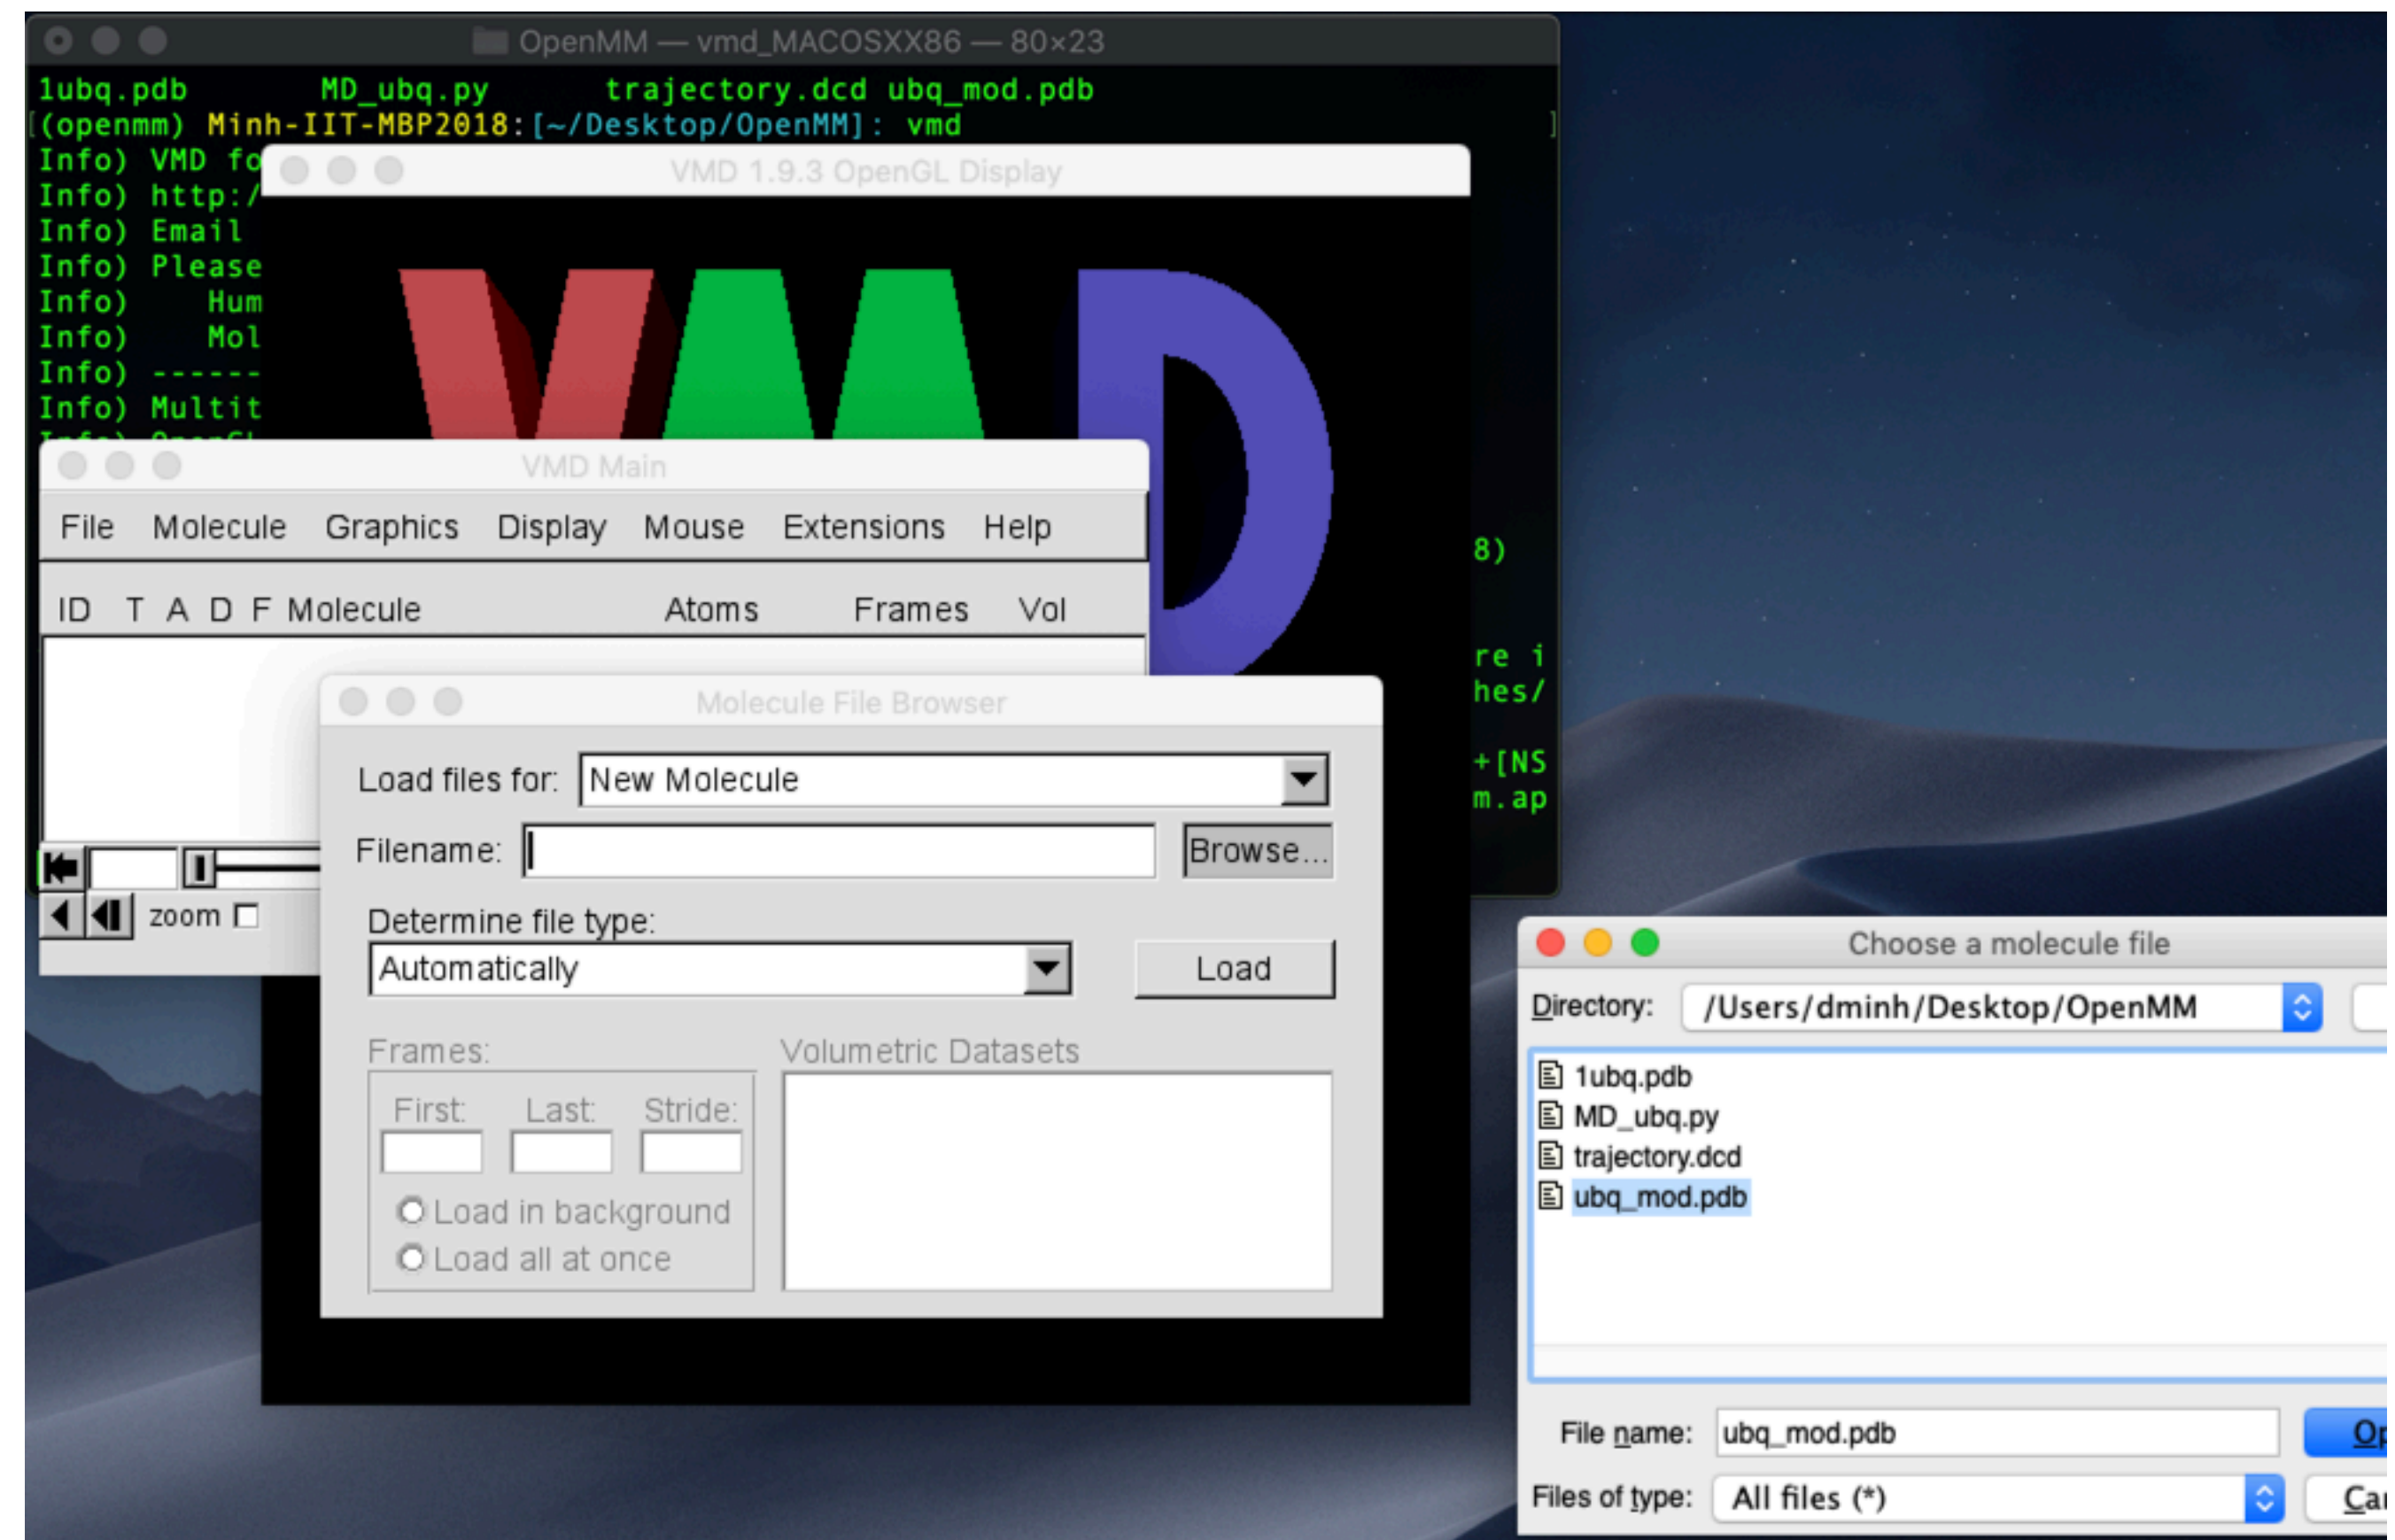 OpenMM — vmd_MACOSXX86 — 80×23
1ubq.pdb MD_ubq.py trajectory.dcd ubq_mod.pdb
[(openmm) Minh-IIT-MBP2018:[~/Desktop/OpenMM]: vmd ]
Info) VMD fo
Info) http:/
Info) Email
Info) Please
Info) Hum
Info) Mol
Info) ------
Info) Multit
8)
re i
hes/
+[NS
m.ap
VMD 1.9.3 OpenGL Display
VMD
VMD Main
File Molecule Graphics Display Mouse Extensions Help
ID T A D F Molecule Atoms Frames Vol
zoom
Molecule File Browser
Load files for: New Molecule
Filename: Browse...
Determine file type:
Automatically Load
Frames: Volumetric Datasets
First: Last: Stride:
Load in background
Load all at once
Choose a molecule file
Directory: /Users/dminh/Desktop/OpenMM
1ubq.pdb
MD_ubq.py
trajectory.dcd
ubq_mod.pdb
File name: ubq_mod.pdb Op
Files of type: All files (*) Ca